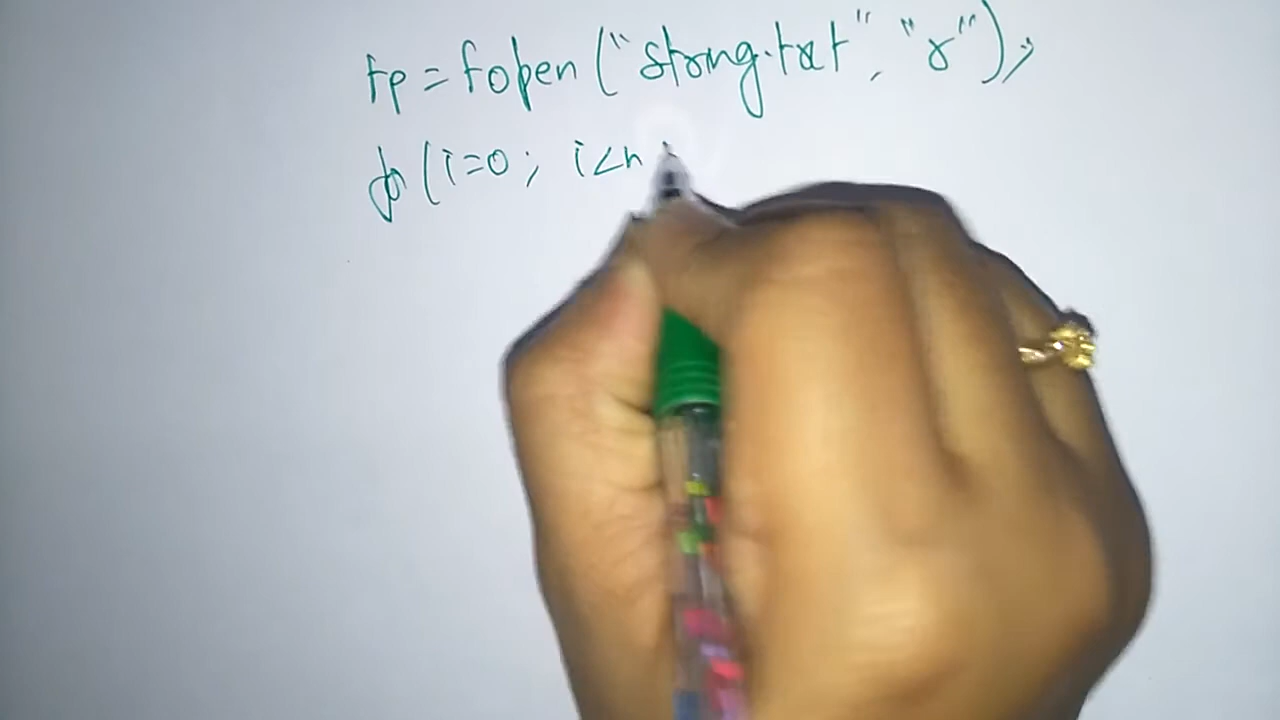 fp = fopen ("string.txt", "r");
for (i=0; i<n